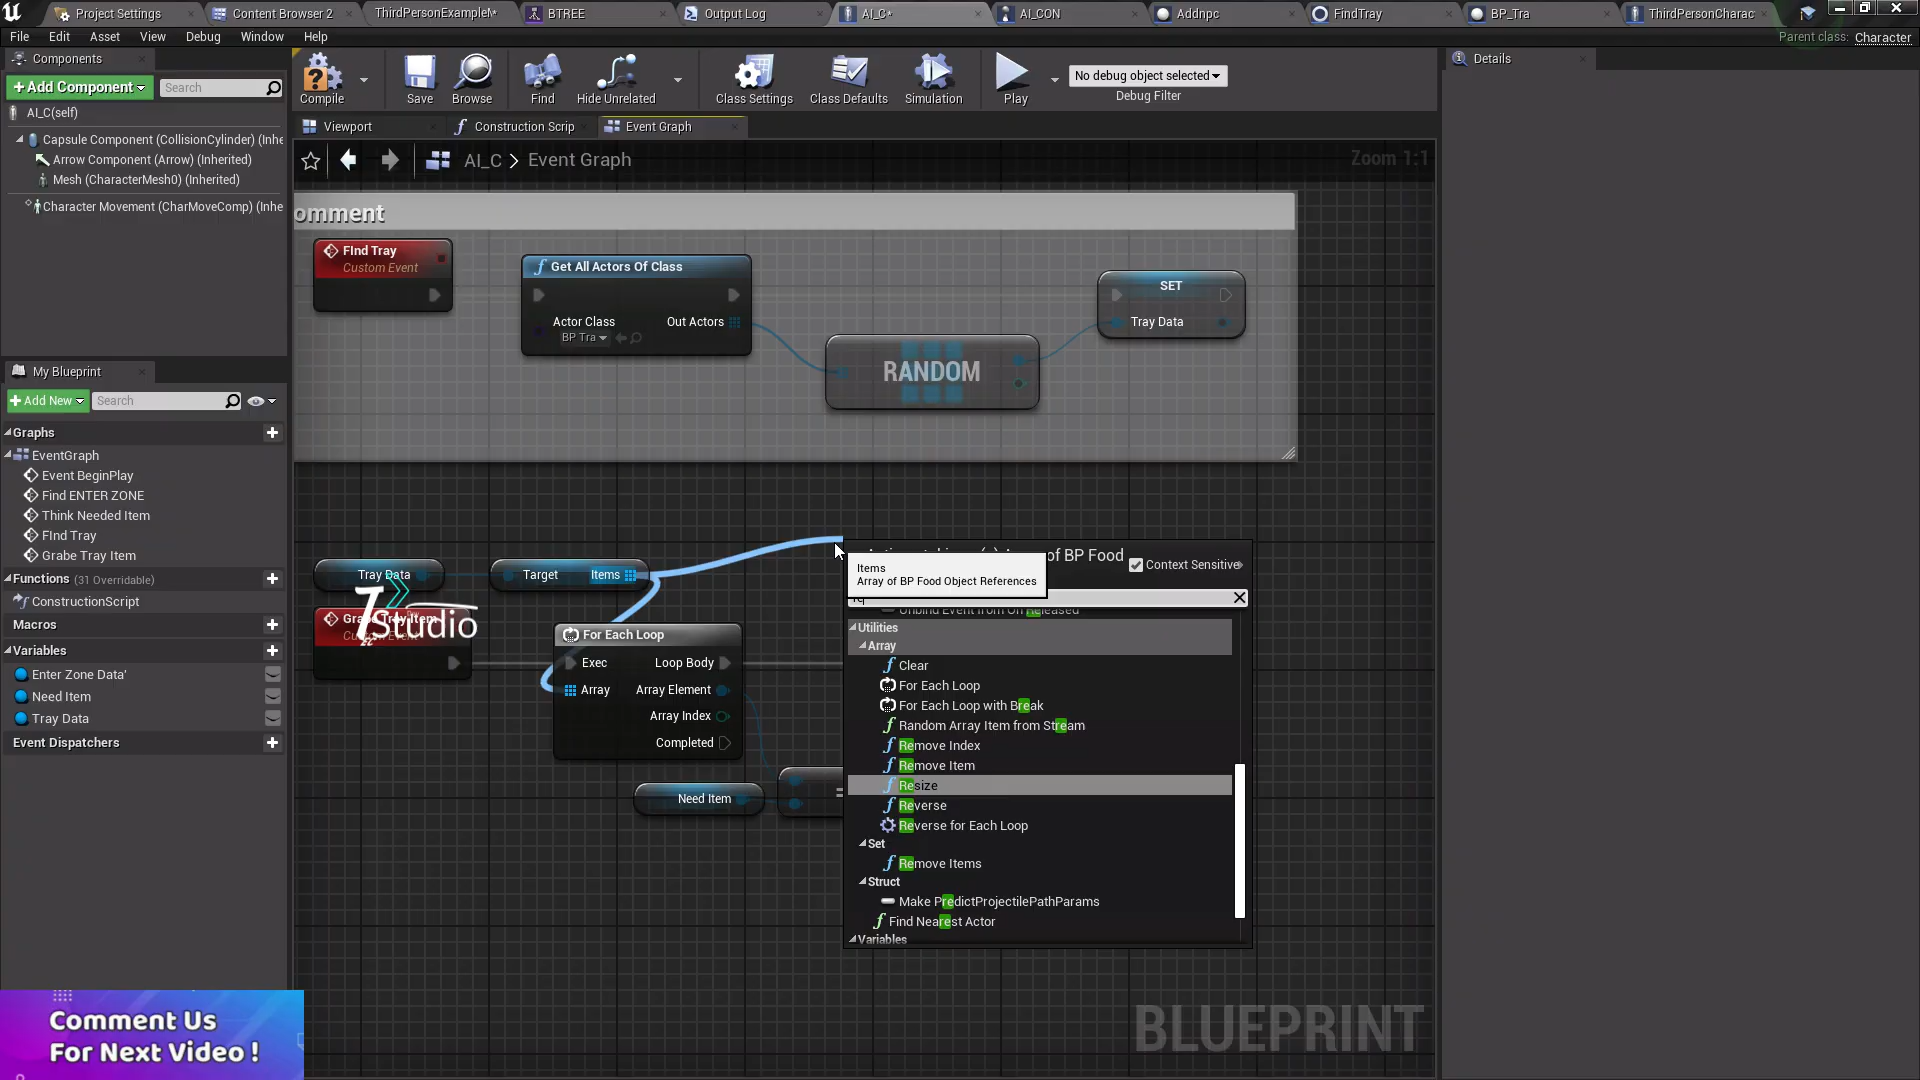 Project Settings
Content Browser 2
ThirdPersonExampleM*
BTREE
Output Log
AI_C*
AI_CON
Addnpc
FindTray
BP_Tra
ThirdPersonCharac
File
Edit
Asset
View
Debug
Window
Help
Parent class: Character
Components
+Add Component
Search
AI_C(self)
Capsule Component (CollisionCylinder) (Inhe
Arrow Component (Arrow) (Inherited)
Mesh (CharacterMesh0) (Inherited)
Character Movement (CharMoveComp) (Inhe
Compile
Save
Browse
Find
Hide Unrelated
Class Settings
Class Defaults
Simulation
Play
No debug object selected
Debug Filter
Details
Viewport
Construction Scrip
Event Graph
AI_C > Event Graph
Zoom 1:1
omment
FInd Tray
Custom Event
Get All Actors Of Class
Actor Class
BP Tra
Out Actors
RANDOM
SET
Tray Data
My Blueprint
+Add New
Search
Graphs
EventGraph
Event BeginPlay
Find ENTER ZONE
Think Needed Item
FInd Tray
Grabe Tray Item
Functions (31 Overridable)
ConstructionScript
Macros
Variables
Enter Zone Data'
Need Item
Tray Data
Event Dispatchers
Tray Data
Target
Items
Grabe Tray Item
TStudio
For Each Loop
Exec
Loop Body
Array
Array Element
Array Index
Completed
Need Item
=
of BP Food
Context Sensitive
Items
Array of BP Food Object References
Unbind Event from On Released
Utilities
Array
Clear
For Each Loop
For Each Loop with Break
Random Array Item from Stream
Remove Index
Remove Item
Resize
Reverse
Reverse for Each Loop
Set
Remove Items
Struct
Make PredictProjectilePathParams
Find Nearest Actor
Variables
Comment Us
For Next Video !
BLUEPRINT